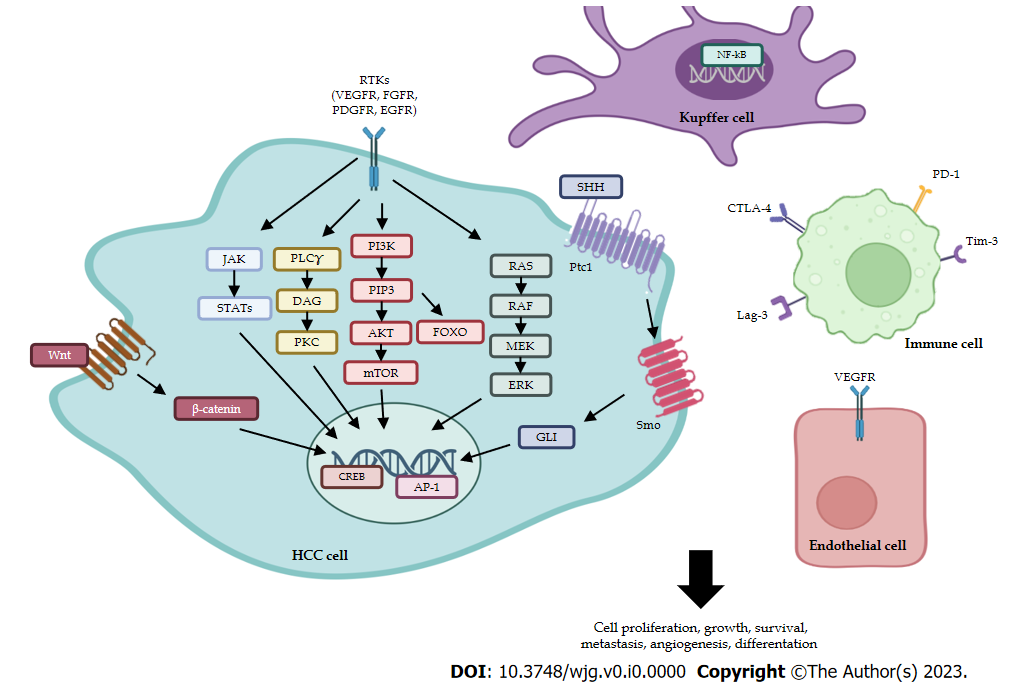 NF-kB
Kupffer cell
RTKs
(VEGFR, FGFR,
PDGFR, EGFR)
SHH
Ptc1
PD-1
CTLA-4
Tim-3
Lag-3
Immune cell
JAK
STATs
PLCγ
DAG
PKC
PI3K
PIP3
AKT
FOXO
mTOR
RAS
RAF
MEK
ERK
Wnt
β-catenin
Smo
GLI
CREB
AP-1
HCC cell
VEGFR
Endothelial cell
Cell proliferation, growth, survival,
metastasis, angiogenesis, differentation
DOI: 10.3748/wjg.v0.i0.0000 Copyright ©The Author(s) 2023.